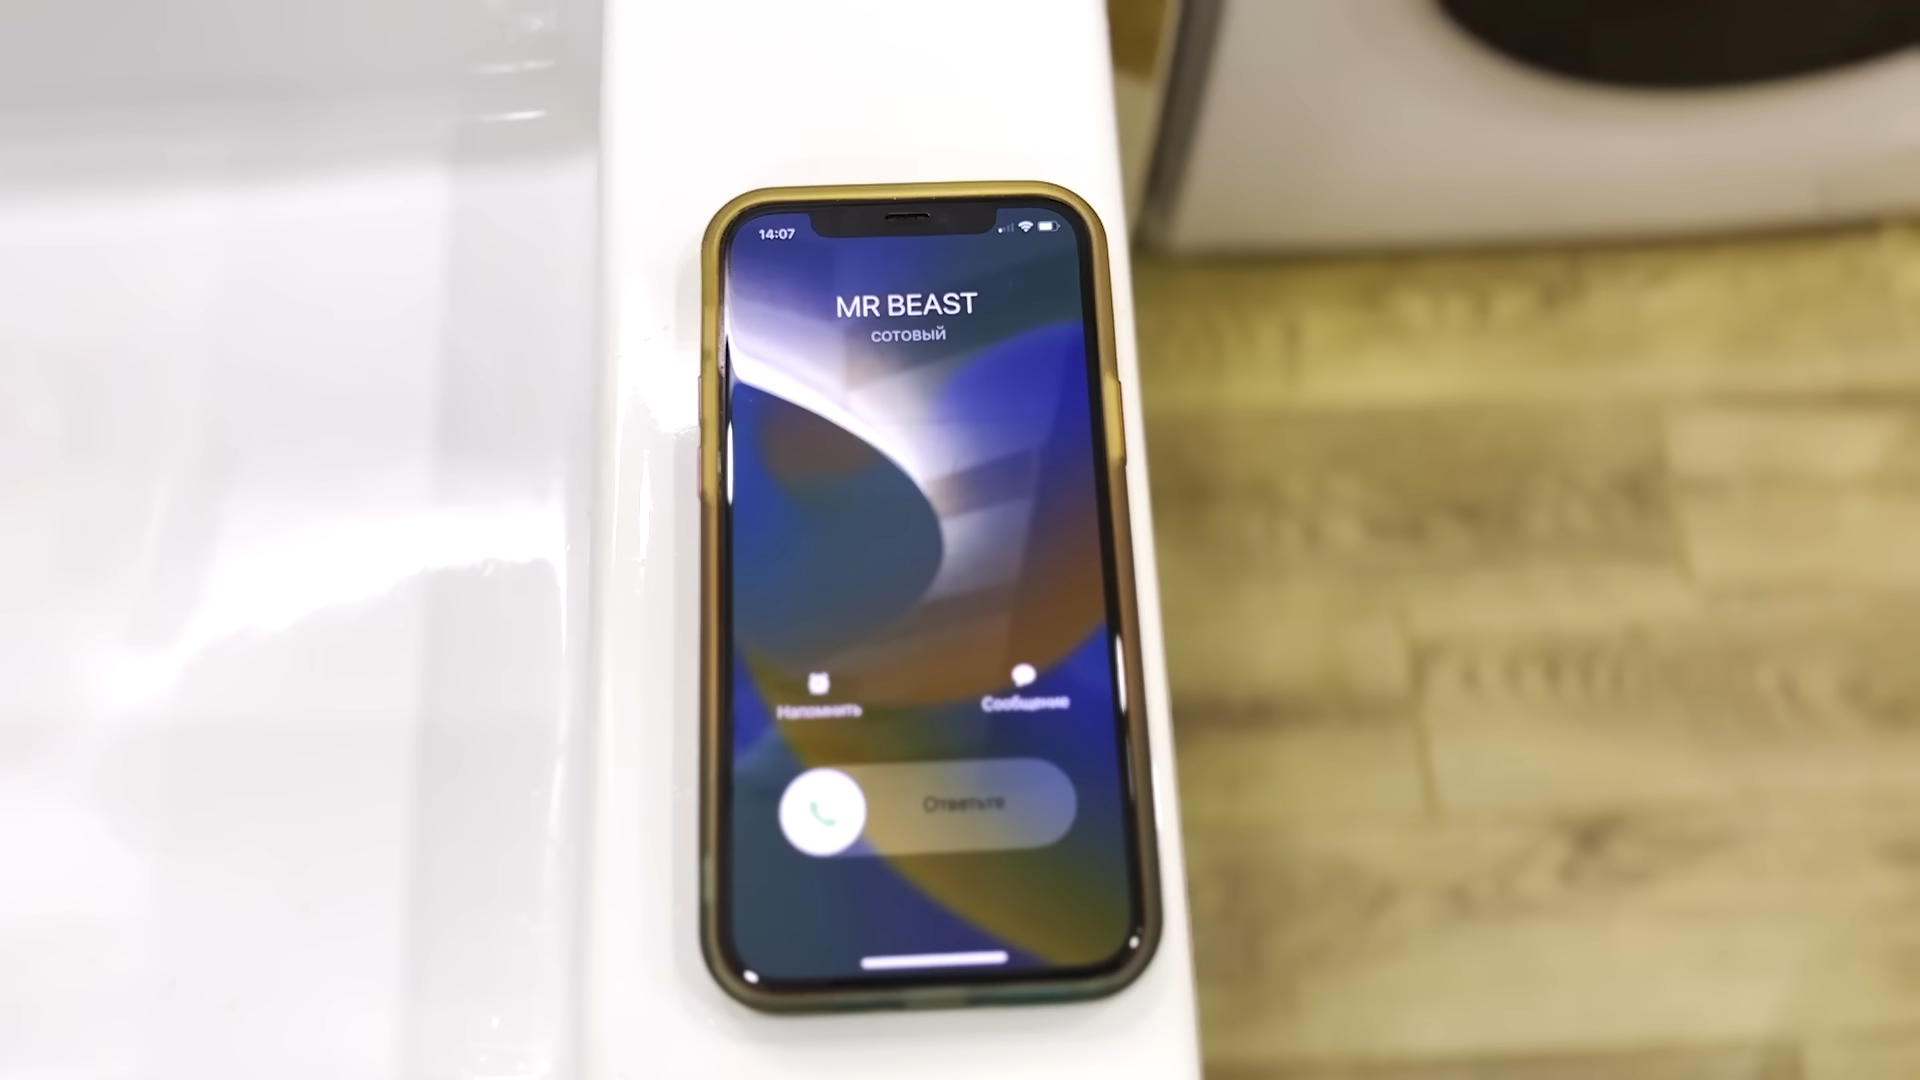 14:07
MR BEAST
сотовый
Напомнить
Сообщение
Ответьте